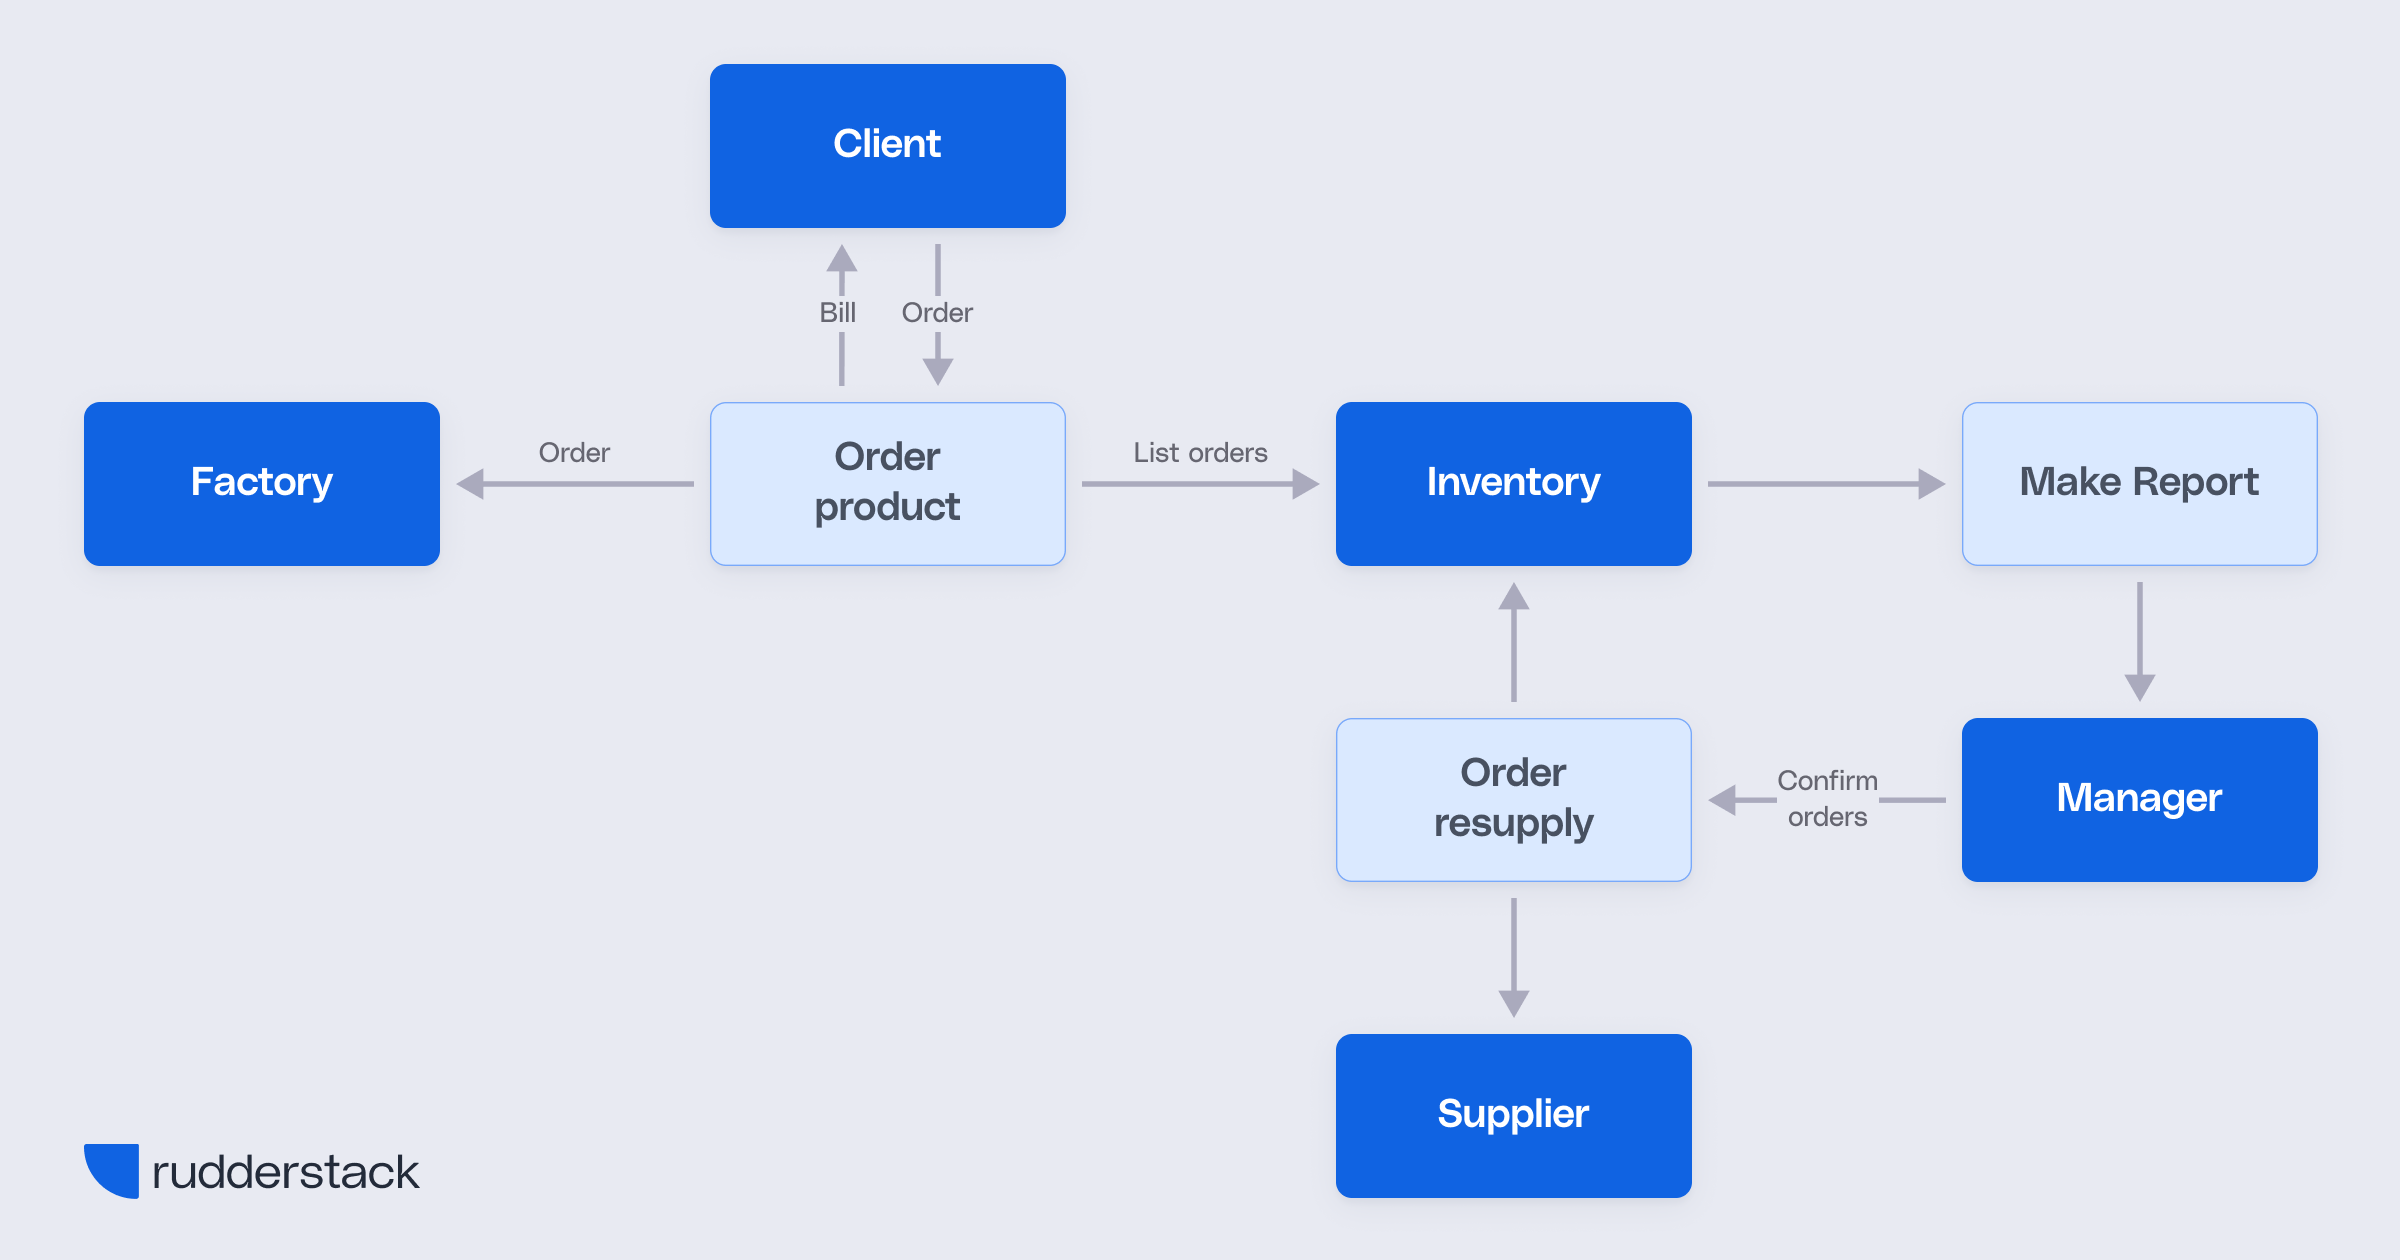 Client
Bill
Order
Factory
Order
Order
product
List orders
Inventory
Make Report
Order
resupply
Confirm
orders
Manager
Supplier
rudderstack